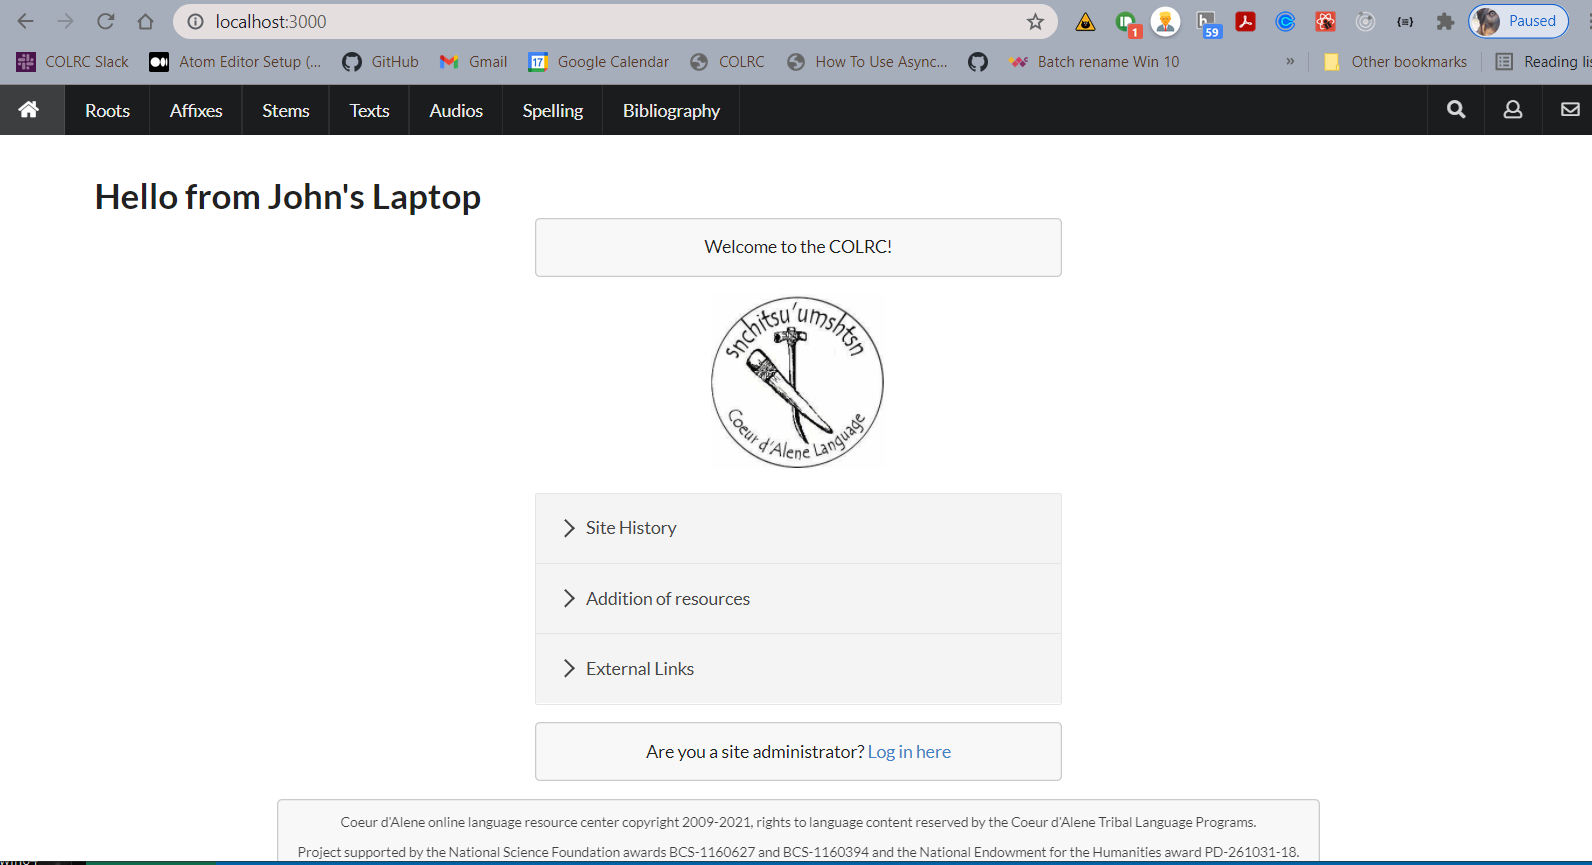 localhost:3000
1
59
Paused
COLRC Slack
Atom Editor Setup (...
GitHub
Gmail
17
Google Calendar
COLRC
How To Use Async...
Batch rename Win 10
»
Other bookmarks
Reading lis
Roots
Affixes
Stems
Texts
Audios
Spelling
Bibliography
Hello from John's Laptop
Welcome to the COLRC!
snchitsu'umshtsn
Coeur d'Alene Language
Site History
Addition of resources
External Links
Are you a site administrator? Log in here
Coeur d'Alene online language resource center copyright 2009-2021, rights to language content reserved by the Coeur d'Alene Tribal Language Programs.
Project supported by the National Science Foundation awards BCS-1160627 and BCS-1160394 and the National Endowment for the Humanities award PD-261031-18.